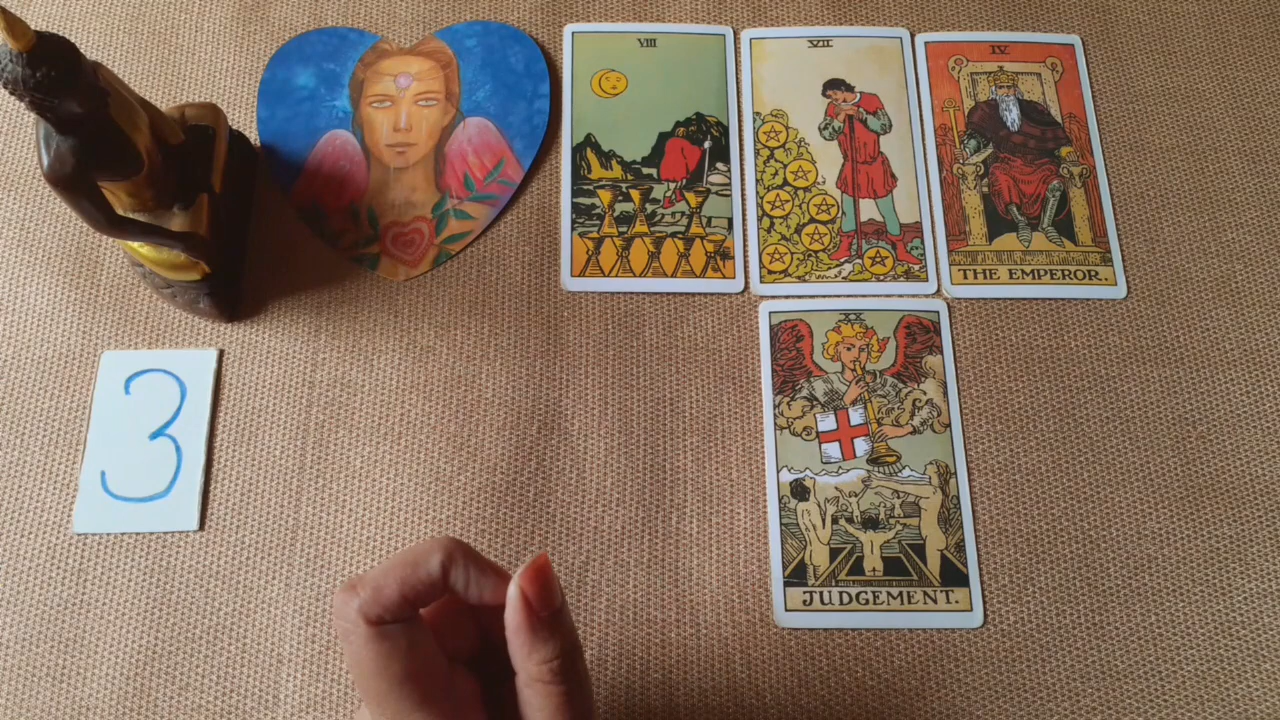 VIII
VII
IV
THE EMPEROR.
XX
JUDGEMENT.
3